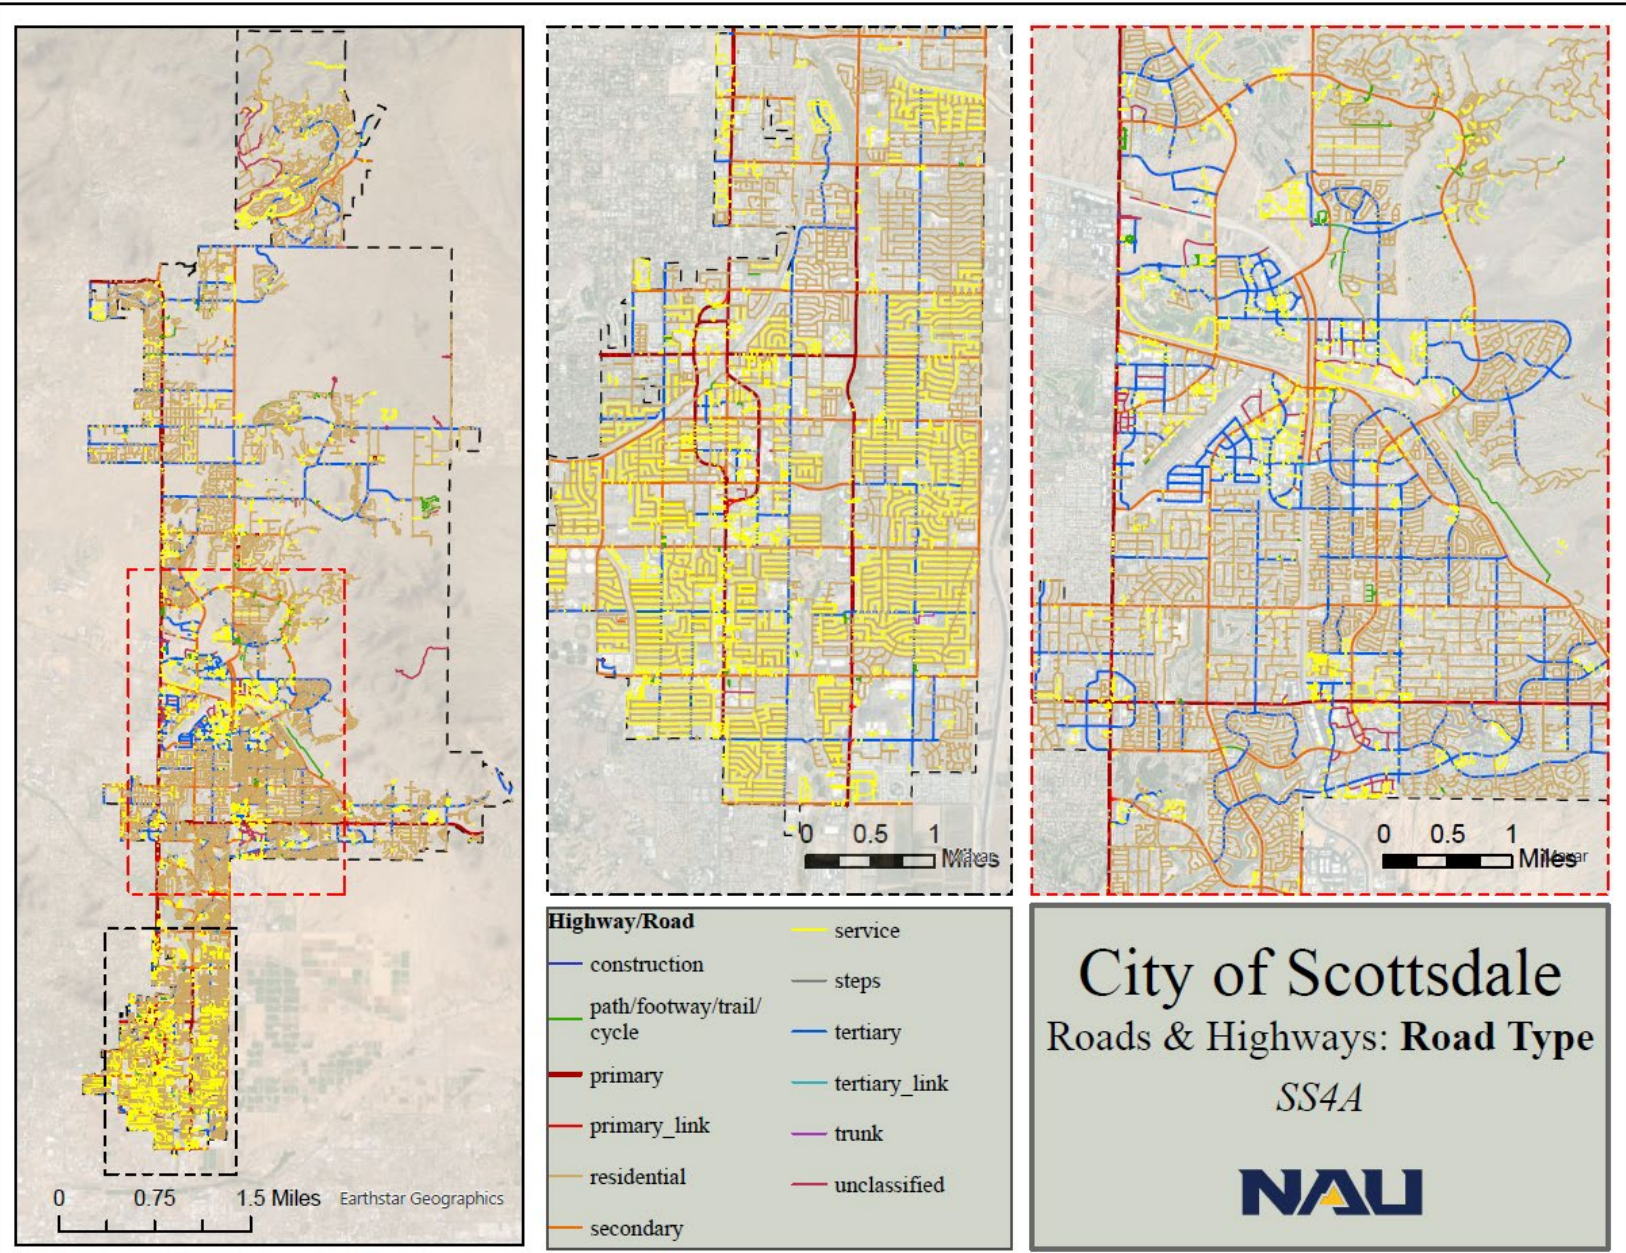 0 0.75 1.5 Miles Earthstar Geographics
0 0.5 1
Miles
0 0.5 1
Miles
Highway/Road
construction
path/footway/trail/
cycle
primary
primary_link
residential
secondary
service
steps
tertiary
tertiary_link
trunk
unclassified
City of Scottsdale
Roads & Highways: Road Type
SS4A
NAU